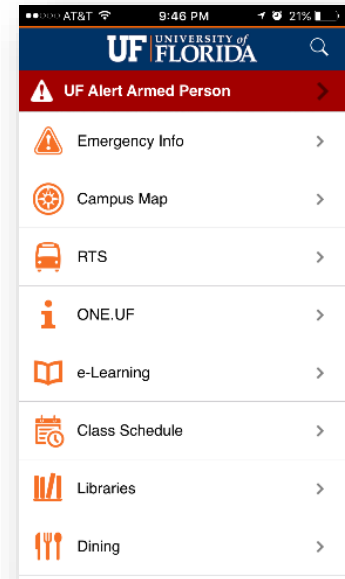 AT&T 9:46 PM 21%
UF UNIVERSITY of
FLORIDA
UF Alert Armed Person
Emergency Info
Campus Map
RTS
ONE.UF
e-Learning
Class Schedule
Libraries
Dining